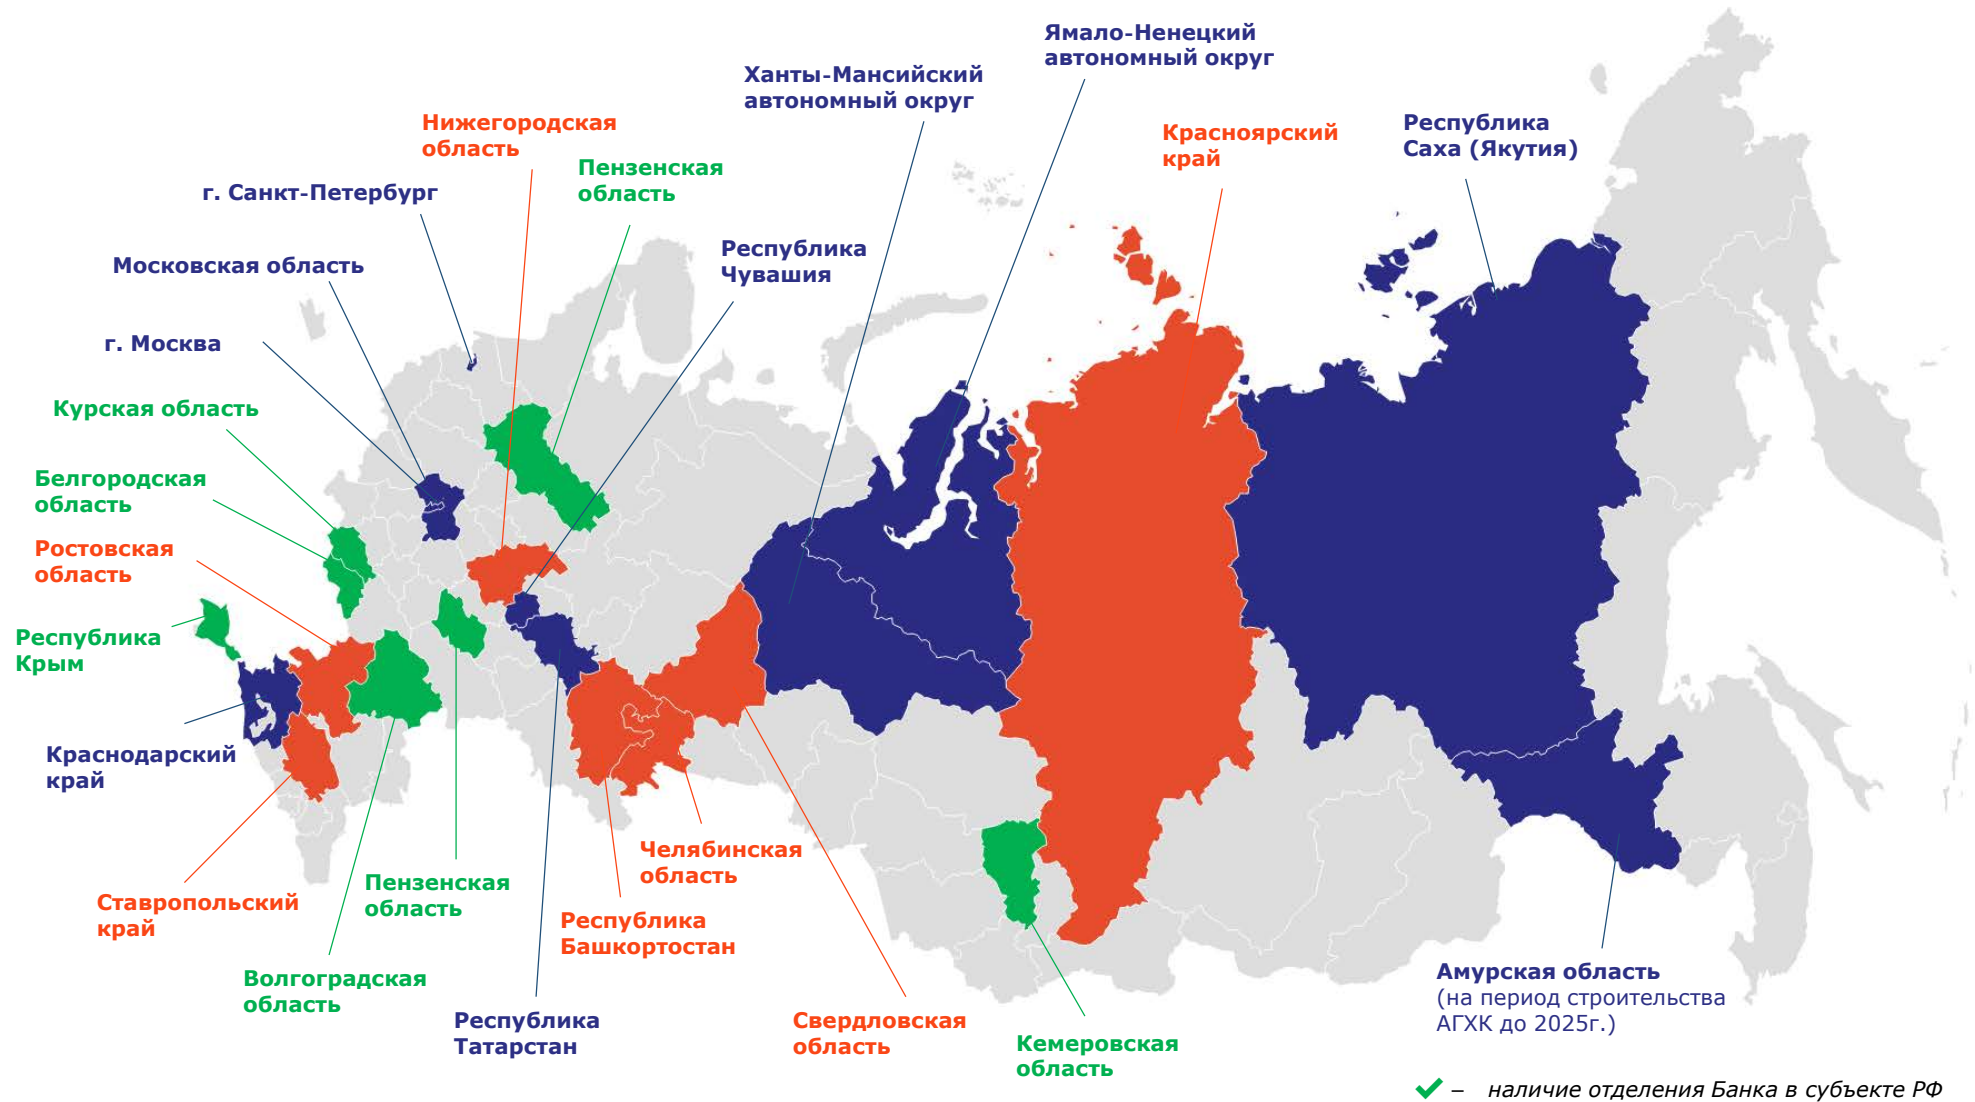 Ямало-Ненецкий
автономный округ
Ханты-Мансийский
автономный округ
Нижегородская
область
Красноярский
край
Республика
Саха (Якутия)
Пензенская
область
г. Санкт-Петербург
Республика
Чувашия
Московская область
г. Москва
Курская область
Белгородская
область
Ростовская
область
Республика
Крым
Краснодарский
край
Ставропольский
край
Волгоградская
область
Пензенская
область
Республика
Татарстан
Республика
Башкортостан
Челябинская
область
Свердловская
область
Кемеровская
область
Амурская область
(на период строительства
АГХК до 2025г.)
– наличие отделения Банка в субъекте РФ